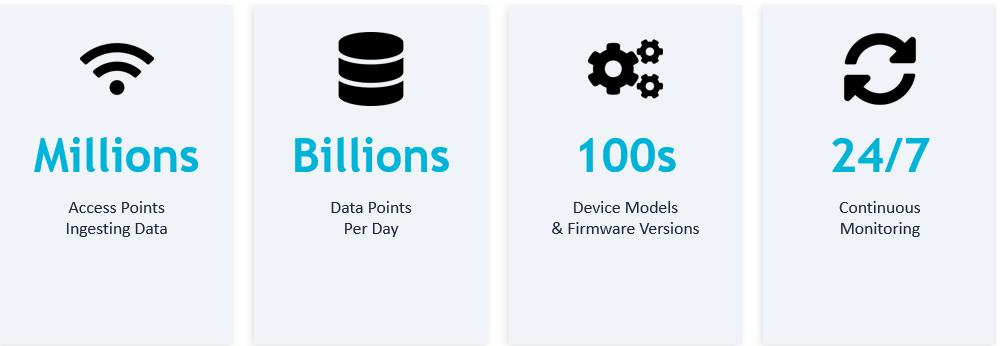 Millions
Access Points
Ingesting Data
Billions
Data Points
Per Day
100s
Device Models
& Firmware Versions
24/7
Continuous
Monitoring